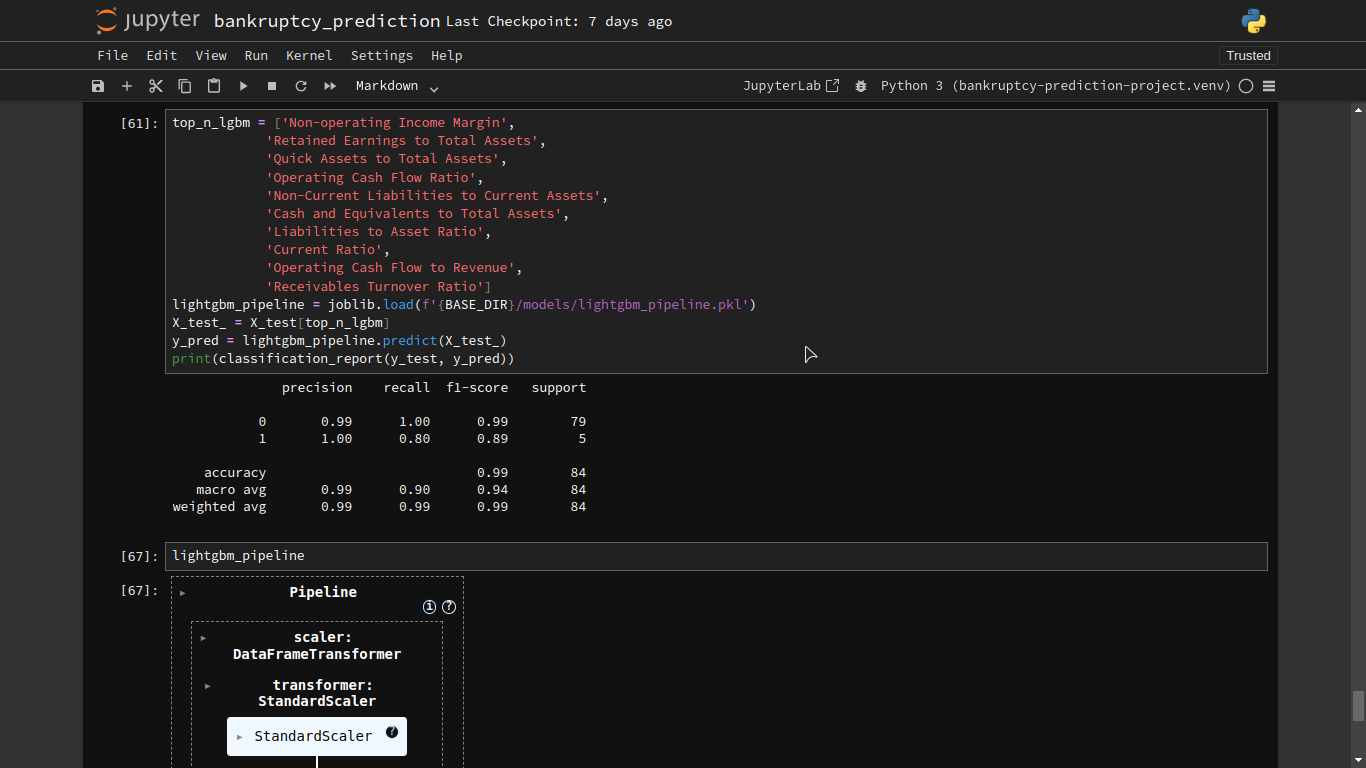 jupyter bankruptcy_prediction Last Checkpoint: 7 days ago
File Edit View Run Kernel Settings Help Trusted
Markdown JupyterLab Python 3 (bankruptcy-prediction-project.venv)
[61]: top_n_lgbm = ['Non-operating Income Margin',
'Retained Earnings to Total Assets',
'Quick Assets to Total Assets',
'Operating Cash Flow Ratio',
'Non-Current Liabilities to Current Assets',
'Cash and Equivalents to Total Assets',
'Liabilities to Asset Ratio',
'Current Ratio',
'Operating Cash Flow to Revenue',
'Receivables Turnover Ratio']
lightgbm_pipeline = joblib.load(f'{BASE_DIR}/models/lightgbm_pipeline.pkl')
X_test_ = X_test[top_n_lgbm]
y_pred = lightgbm_pipeline.predict(X_test_)
print(classification_report(y_test, y_pred))
precision recall f1-score support
0 0.99 1.00 0.99 79
1 1.00 0.80 0.89 5
accuracy 0.99 84
macro avg 0.99 0.90 0.94 84
weighted avg 0.99 0.99 0.99 84
[67]: lightgbm_pipeline
[67]: Pipeline
i ?
scaler:
DataFrameTransformer
transformer:
StandardScaler
StandardScaler ?